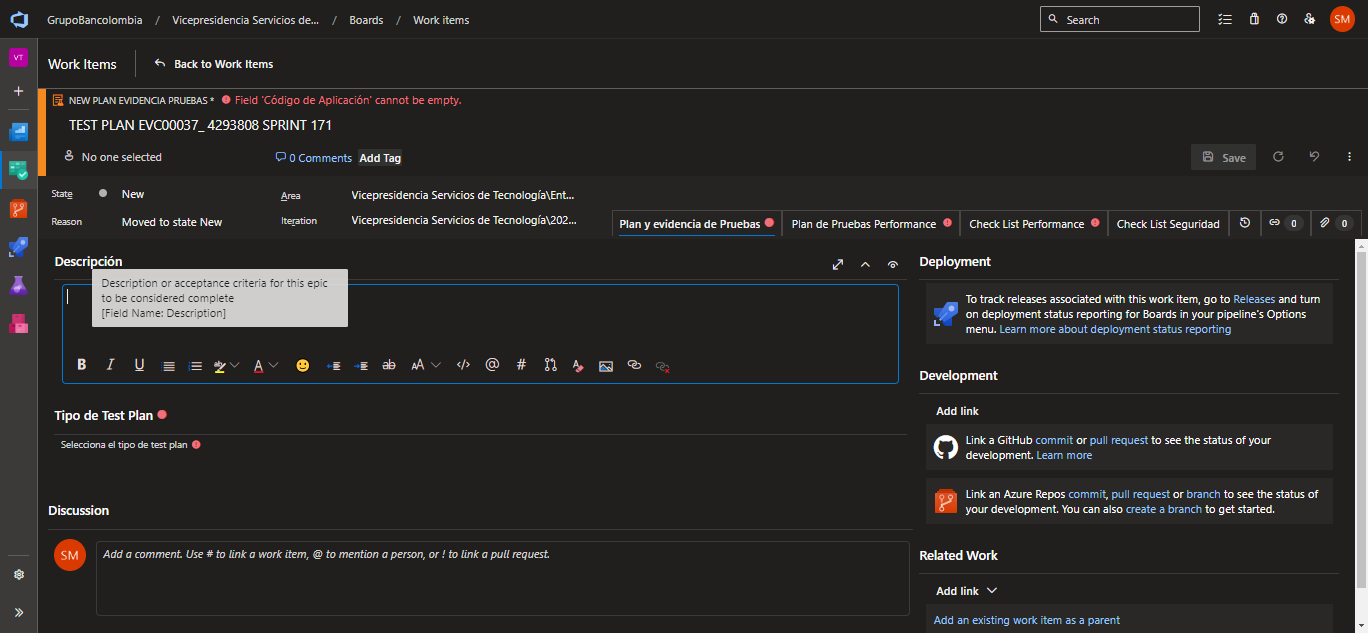 GrupoBancolombia / Vicepresidencia Servicios de... / Boards / Work items
Search
SM
VT
Work Items
Back to Work Items
NEW PLAN EVIDENCIA PRUEBAS * Field 'Código de Aplicación' cannot be empty.
TEST PLAN EVC00037_ 4293808 SPRINT 171
No one selected
0 Comments
Add Tag
Save
State
New
Area
Vicepresidencia Servicios de Tecnología\Ent...
Reason
Moved to state New
Iteration
Vicepresidencia Servicios de Tecnología\202...
Plan y evidencia de Pruebas
Plan de Pruebas Performance
Check List Performance
Check List Seguridad
0
0
Descripción
Description or acceptance criteria for this epic
to be considered complete
[Field Name: Description]
B I U
Tipo de Test Plan
Selecciona el tipo de test plan
Discussion
SM
Add a comment. Use # to link a work item, @ to mention a person, or ! to link a pull request.
Deployment
To track releases associated with this work item, go to Releases and turn
on deployment status reporting for Boards in your pipeline's Options
menu. Learn more about deployment status reporting
Development
Add link
Link a GitHub commit or pull request to see the status of your
development. Learn more
Link an Azure Repos commit, pull request or branch to see the status of
your development. You can also create a branch to get started.
Related Work
Add link
Add an existing work item as a parent